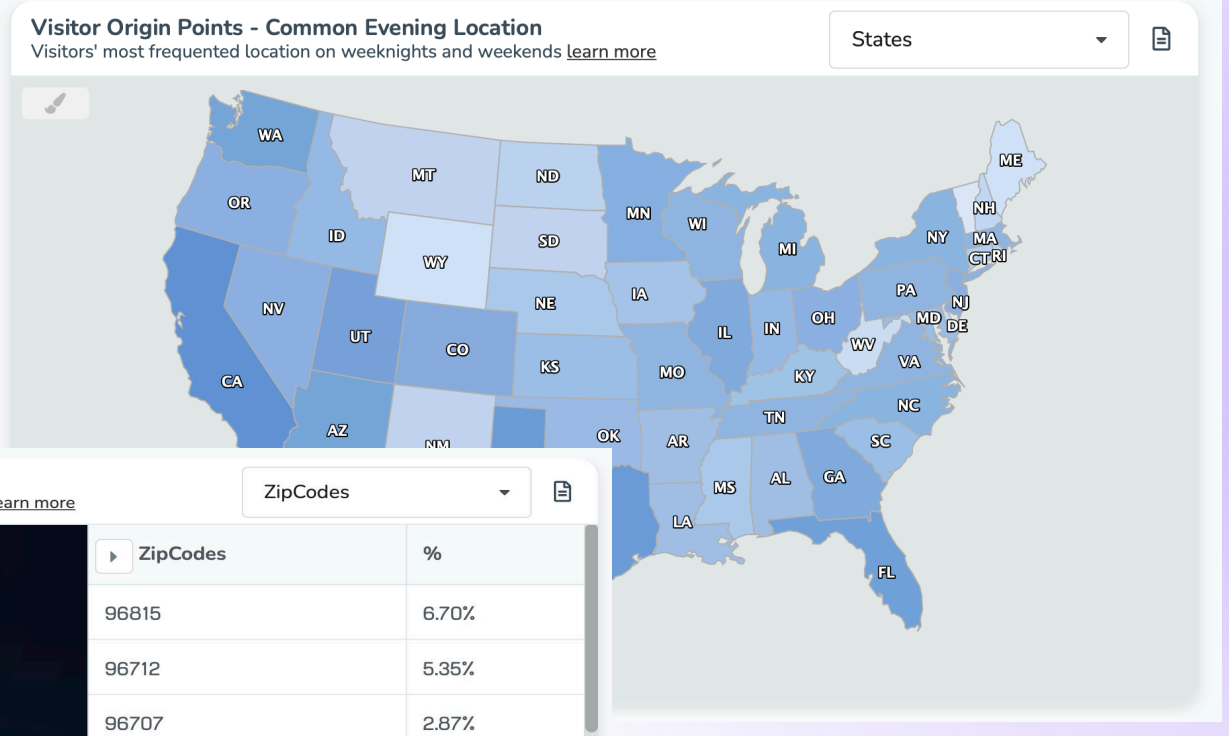 Visitor Origin Points - Common Evening Location
Visitors' most frequented location on weeknights and weekends learn more
States
WA
MT
ND
ME
OR
MN
NH
WI
ID
NY
MA
SD
MI
CT
RI
WY
PA
IA
NE
NJ
NV
OH
MD
DE
UT
IL
IN
WV
CO
VA
KS
MO
KY
CA
NC
TN
AZ
OK
AR
SC
NM
GA
AL
MS
LA
FL
earn more
ZipCodes
ZipCodes %
96815 6.70%
96712 5.35%
96707 2.87%